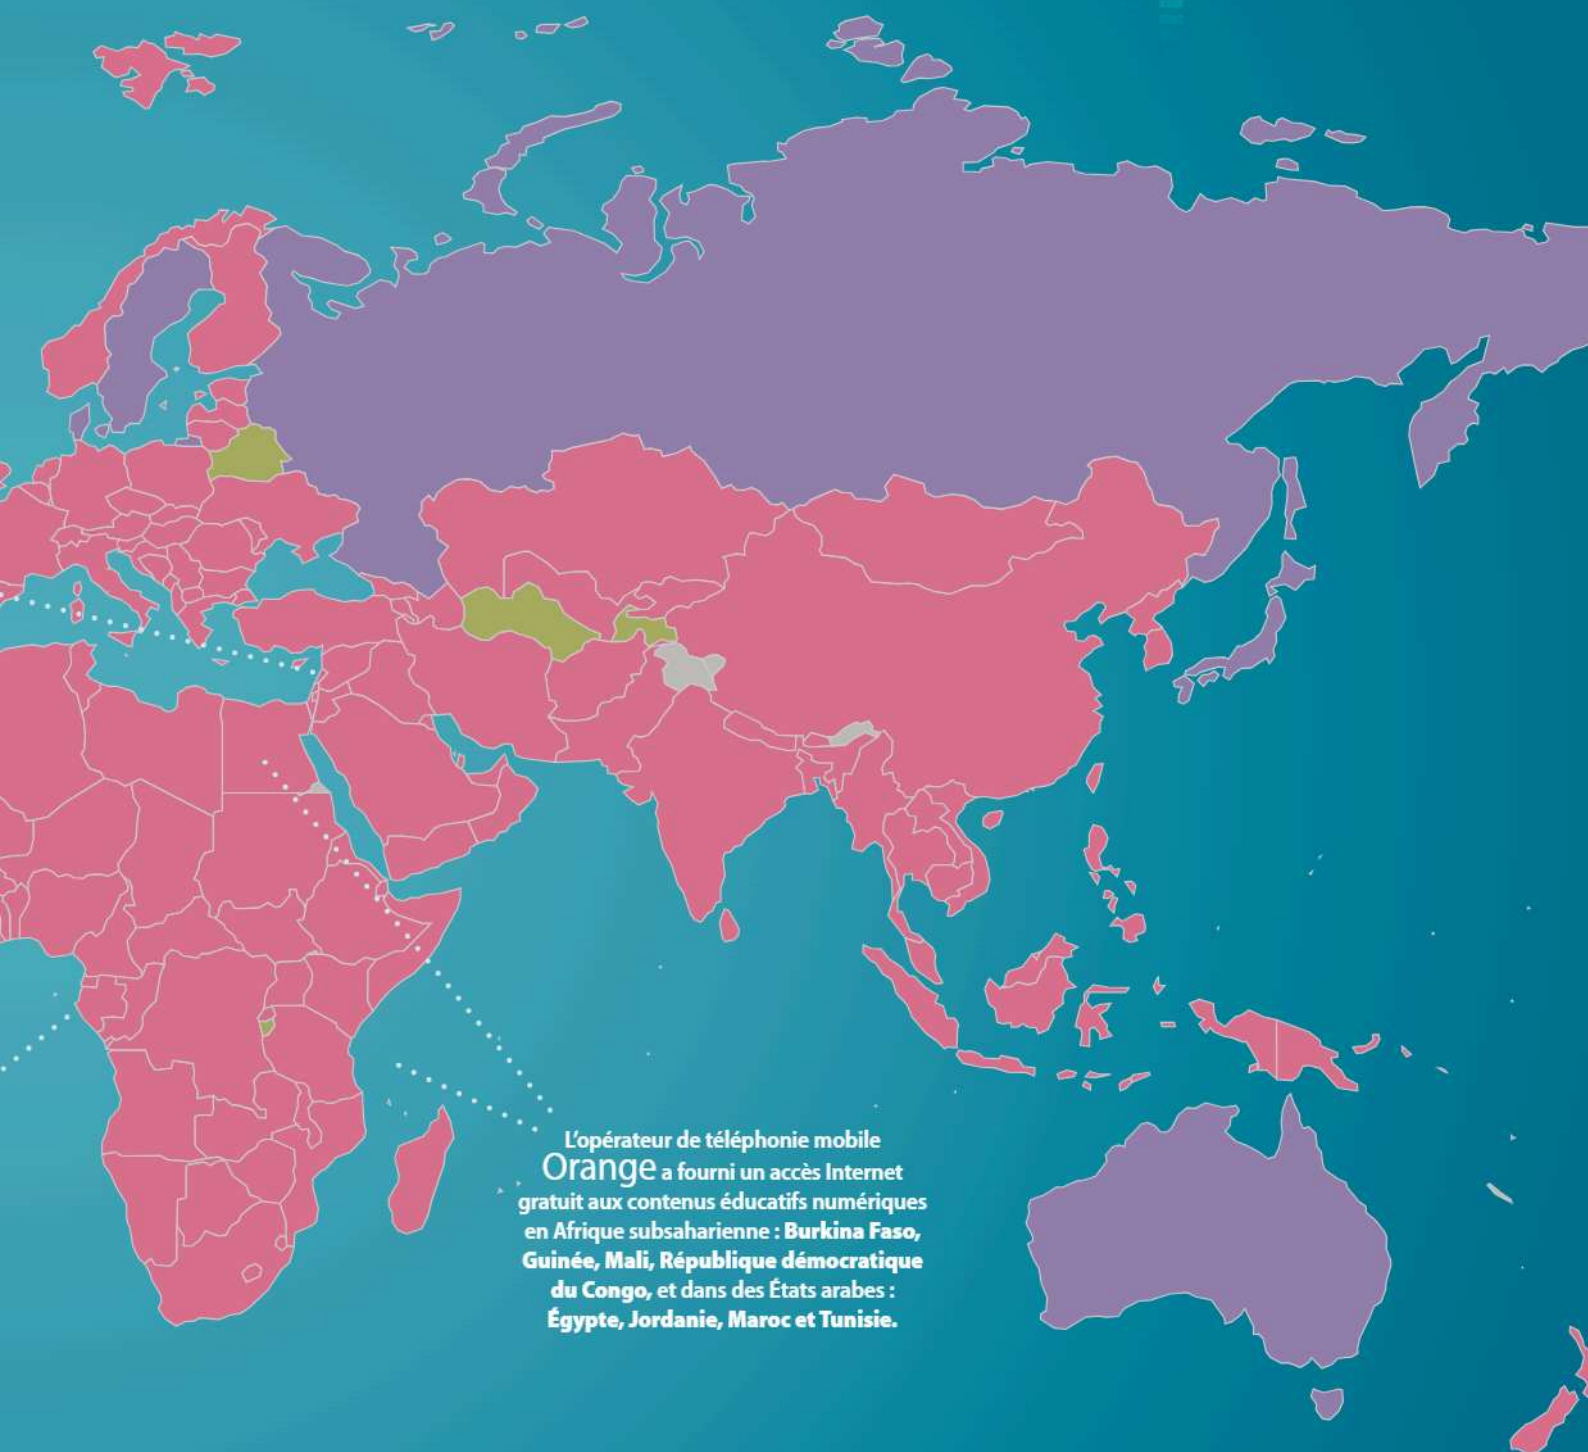 L’opérateur de téléphonie mobile
Orange a fourni un accès Internet
gratuit aux contenus éducatifs numériques
en Afrique subsaharienne : Burkina Faso,
Guinée, Mali, République démocratique
du Congo, et dans des États arabes :
Égypte, Jordanie, Maroc et Tunisie.